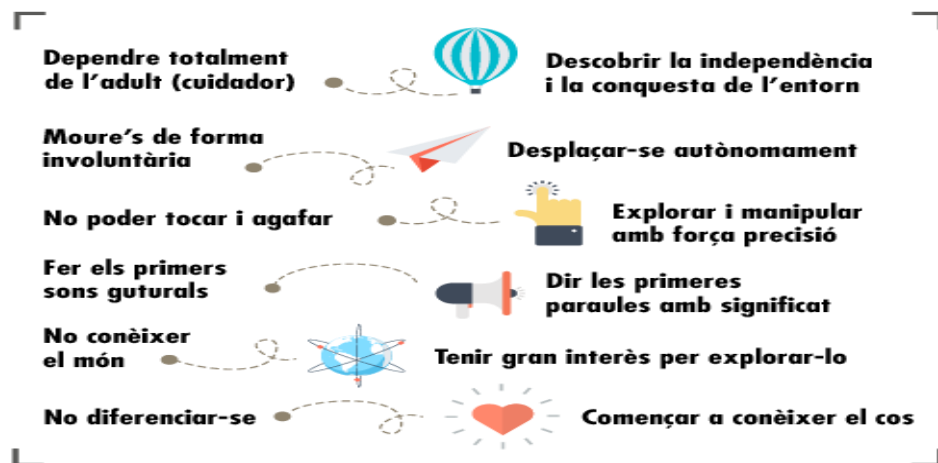 Dependre totalment
de l'adult (cuidador)
Descobrir la independència
i la conquesta de l'entorn
Moure's de forma
involuntària
Desplaçar-se autònomament
No poder tocar i agafar
Explorar i manipular
amb força precisió
Fer els primers
sons guturals
Dir les primeres
paraules amb significat
No conèixer
el món
Tenir gran interès per explorar-lo
No diferenciar-se
Començar a conèixer el cos